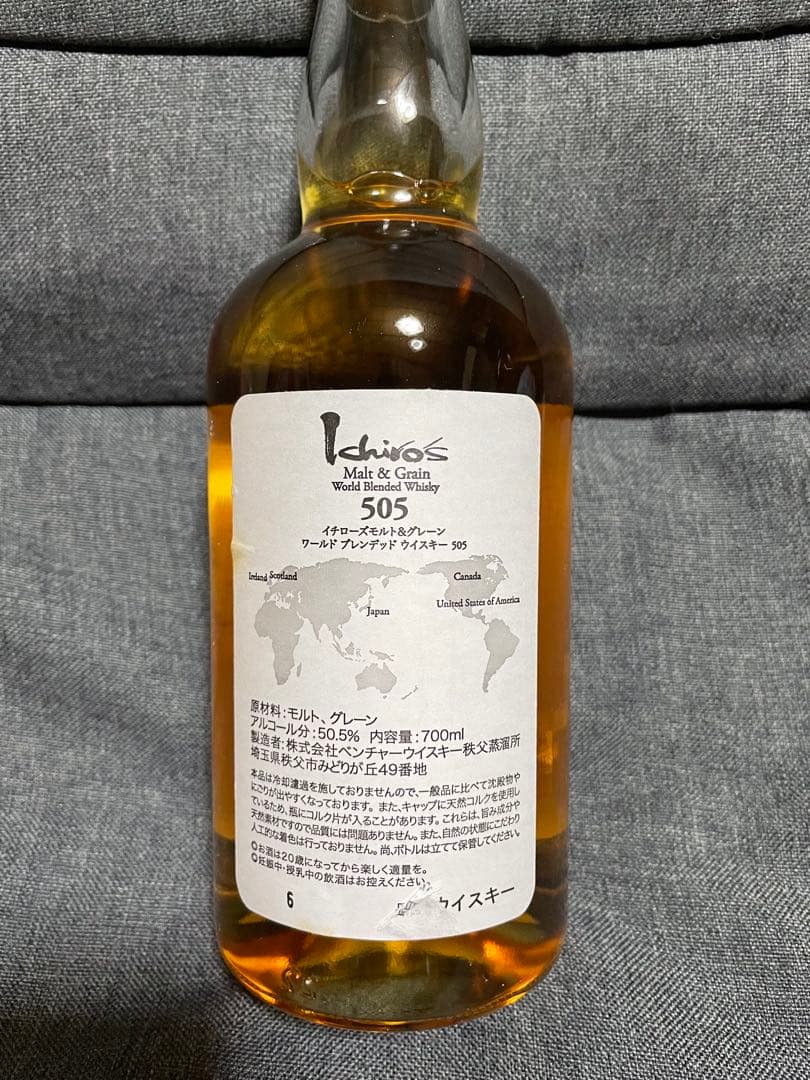 Ichiro's
Malt & Grain
World Blended Whisky
505
イチローズモルト&グレーン
ワールド ブレンデッド ウイスキー 505
Ireland Scotland
Canada
Japan
United States of America
原材料:モルト、グレーン
アルコール分:50.5% 内容量:700ml
製造者:株式会社ベンチャーウイスキー秩父蒸溜所
埼玉県秩父市みどりが丘49番地
本品は冷却濾過を施しておりませんので、一般品に比べて沈殿物や
にごりが出やすくなっております。また、キャップに天然コルクを使用し
ているため、瓶にコルク片が入ることがあります。これらは、旨み成分や
天然素材ですので品質には問題ありません。また、自然の状態にこだわり
人工的な着色は行っておりません。尚、ボトルは立てて保管してください。
◎お酒は20歳になってから楽しく適量を。
◎妊娠中・授乳中の飲酒はお控えください。
6
ウイスキー